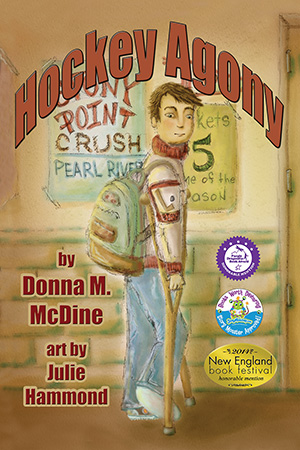 Hockey Agony
STONY
POINT
CRUSH
PEARL RIVER
kets
5
me of the
ason
by
Donna M.
McDine
art by
Julie
Hammond
2014
New England
book festival
honorable mention